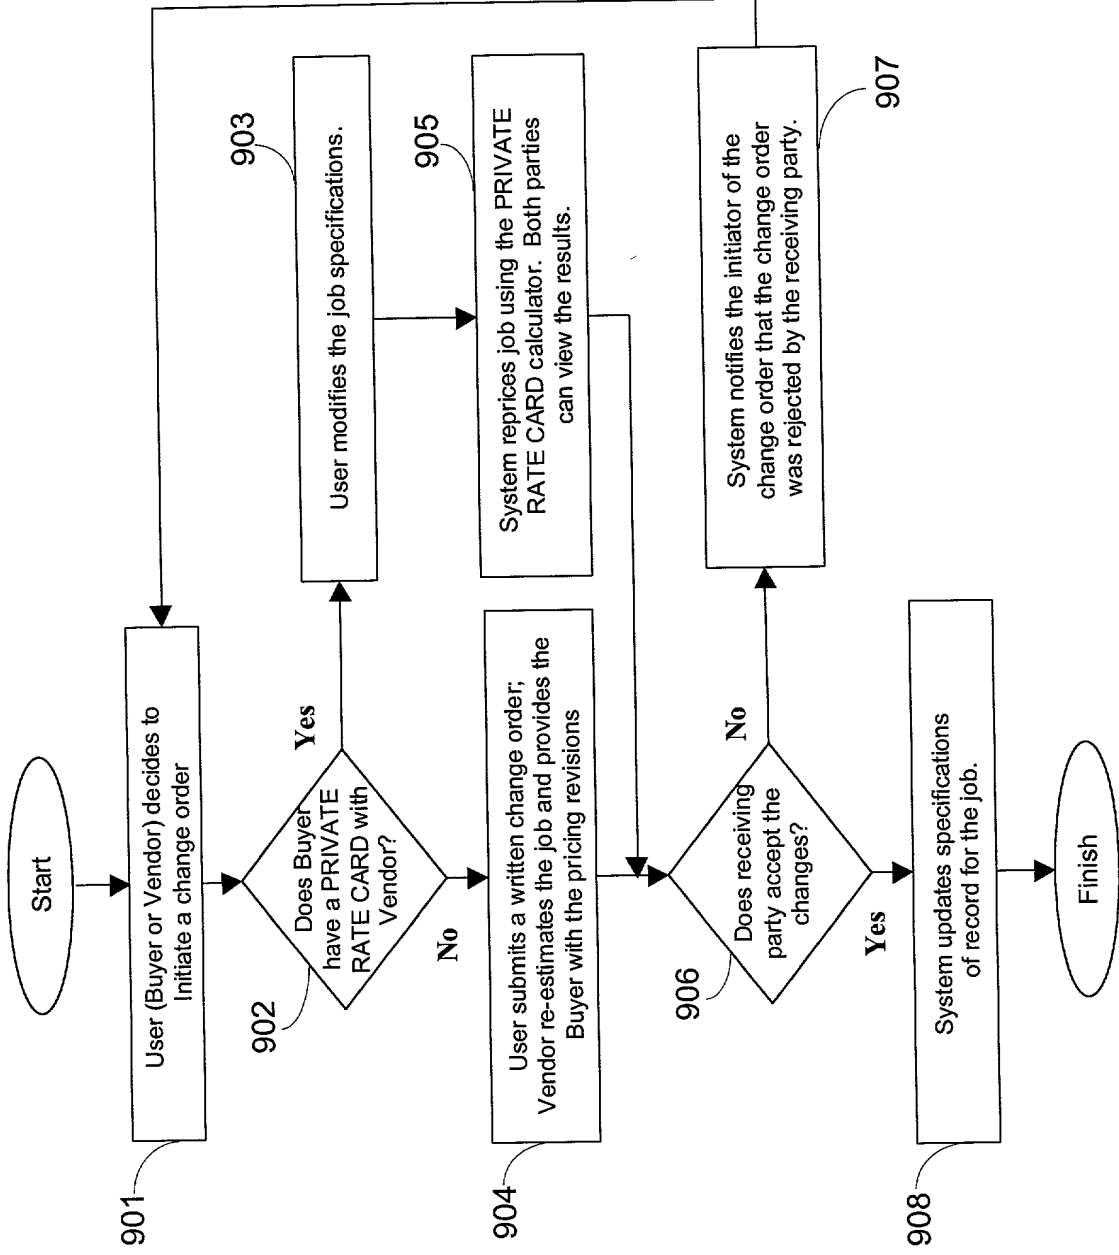 Start
901
User (Buyer or Vendor) decides to
Initiate a change order
902
Does Buyer
have a PRIVATE
RATE CARD with
Vendor?
Yes
No
903
User modifies the job specifications.
904
User submits a written change order;
Vendor re-estimates the job and provides the
Buyer with the pricing revisions
905
System reprices job using the PRIVATE
RATE CARD calculator. Both parties
can view the results.
906
Does receiving
party accept the
changes?
No
Yes
907
System notifies the initiator of the
change order that the change order
was rejected by the receiving party.
908
System updates specifications
of record for the job.
Finish